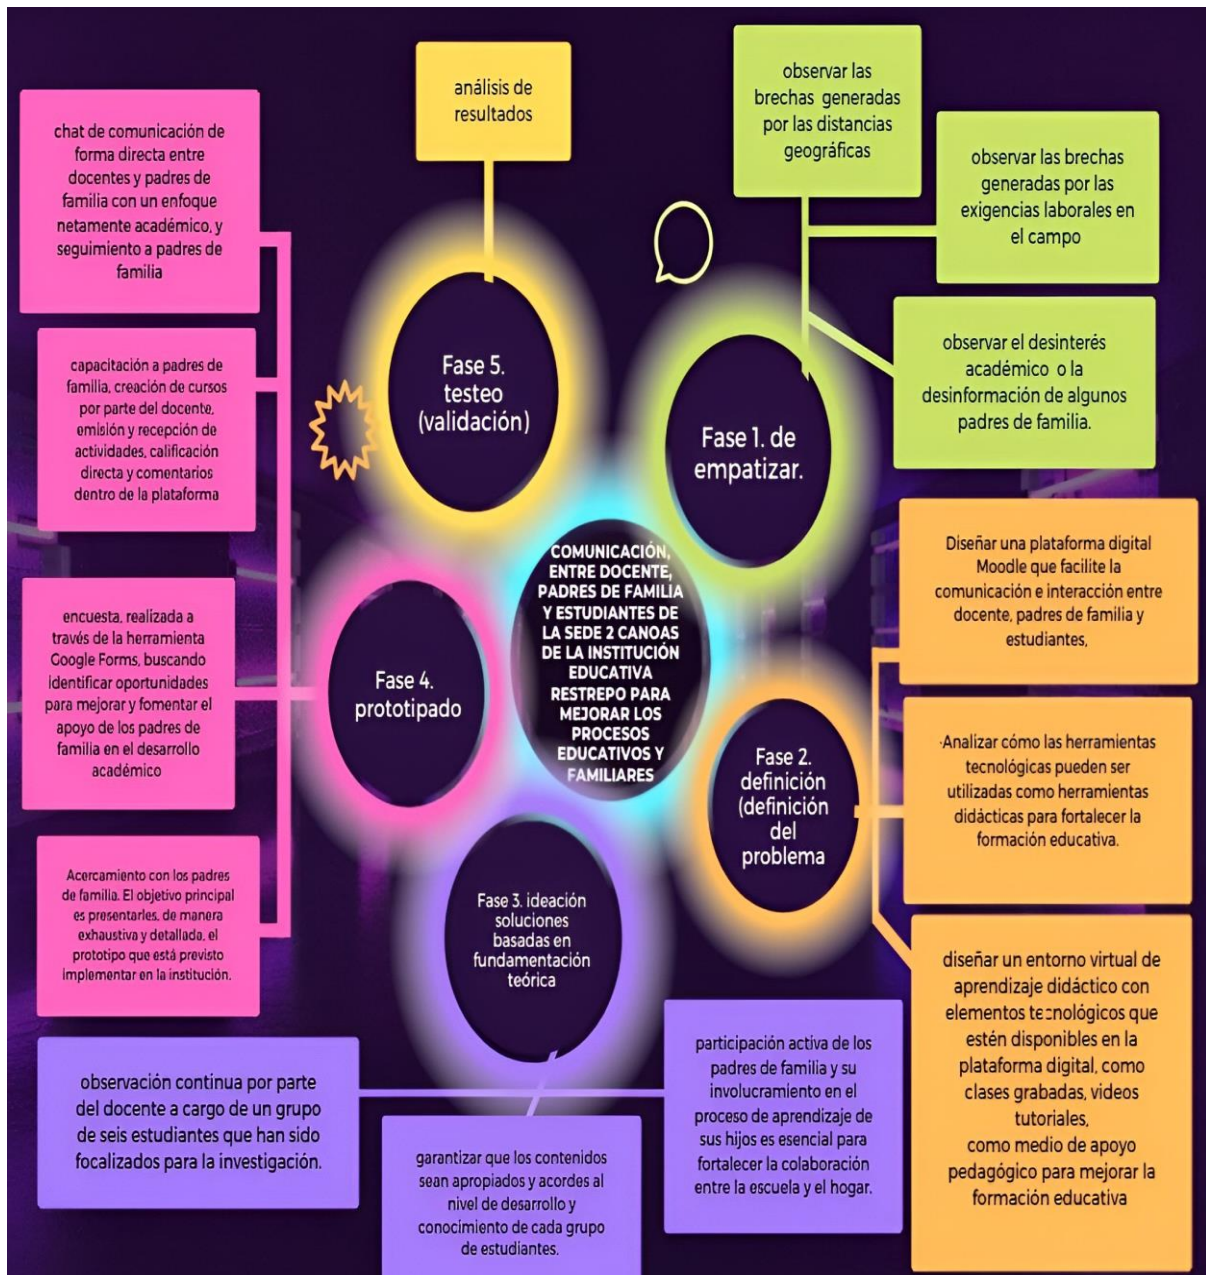 COMUNICACIÓN,
ENTRE DOCENTE,
PADRES DE FAMILIA
Y ESTUDIANTES DE
LA SEDE 2 CANOAS
DE LA INSTITUCIÓN
EDUCATIVA
RESTREPO PARA
MEJORAR LOS
PROCESOS
EDUCATIVOS Y
FAMILIARES
Fase 1. de
empatizar.
observar las
brechas generadas
por las distancias
geográficas
observar las brechas
generadas por las
exigencias laborales en
el campo
observar el desinterés
académico o la
desinformación de algunos
padres de familia.
Fase 2.
definición
(definición
del
problema
Diseñar una plataforma digital
Moodle que facilite la
comunicación e interacción entre
docente, padres de familia y
estudiantes,
·Analizar cómo las herramientas
tecnológicas pueden ser
utilizadas como herramientas
didácticas para fortalecer la
formación educativa.
diseñar un entorno virtual de
aprendizaje didáctico con
elementos tecnológicos que
estén disponibles en la
plataforma digital, como
clases grabadas, videos
tutoriales,
como medio de apoyo
pedagógico para mejorar la
formación educativa
Fase 3. ideación
soluciones
basadas en
fundamentación
teórica
participación activa de los
padres de familia y su
involucramiento en el
proceso de aprendizaje de
sus hijos es esencial para
fortalecer la colaboración
entre la escuela y el hogar.
garantizar que los contenidos
sean apropiados y acordes al
nivel de desarrollo y
conocimiento de cada grupo
de estudiantes.
observación continua por parte
del docente a cargo de un grupo
de seis estudiantes que han sido
focalizados para la investigación.
Fase 4.
prototipado
chat de comunicación de
forma directa entre
docentes y padres de
familia con un enfoque
netamente académico, y
seguimiento a padres de
familia
capacitación a padres de
familia, creación de cursos
por parte del docente,
emisión y recepción de
actividades, calificación
directa y comentarios
dentro de la plataforma
encuesta, realizada a
través de la herramienta
Google Forms, buscando
identificar oportunidades
para mejorar y fomentar el
apoyo de los padres de
familia en el desarrollo
académico
Acercamiento con los padres
de familia. El objetivo principal
es presentarles, de manera
exhaustiva y detallada, el
prototipo que está previsto
implementar en la institución.
Fase 5.
testeo
(validación)
análisis de
resultados